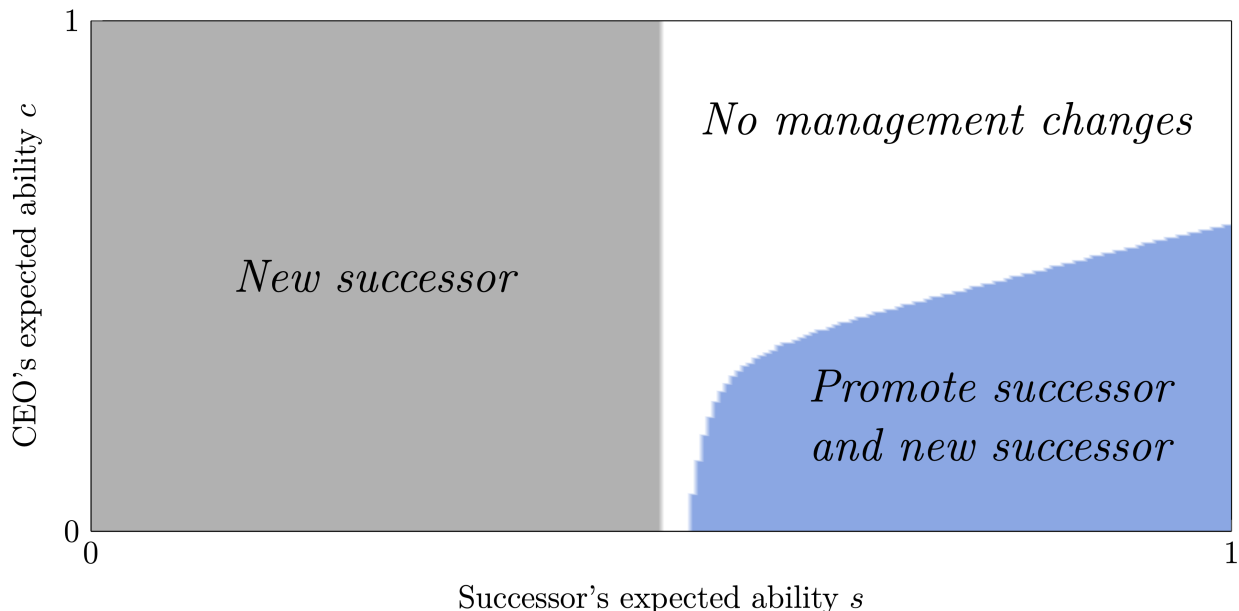 1
CEO's expected ability c
No management changes
New successor
Promote successor
and new successor
0
0
1
Successor's expected ability s